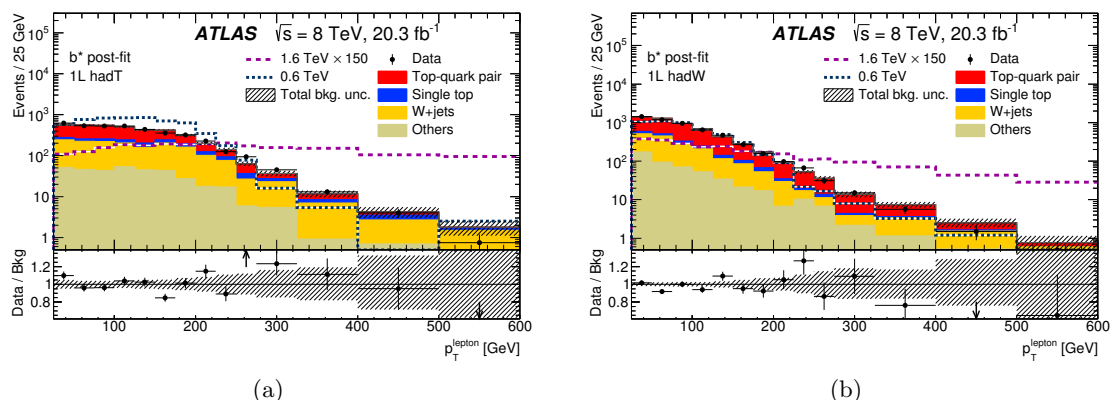 ATLAS √s = 8 TeV, 20.3 fb⁻¹
b* post-fit
1L hadT
1.6 TeV × 150
0.6 TeV
Total bkg. unc.
Data
Top-quark pair
Single top
W+jets
Others
Events / 25 GeV
10⁵
10⁴
10³
10²
10
1
Data / Bkg
1.2
1
0.8
100 200 300 400 500 600
p_T^lepton [GeV]
(a)
ATLAS √s = 8 TeV, 20.3 fb⁻¹
b* post-fit
1L hadW
1.6 TeV × 150
0.6 TeV
Total bkg. unc.
Data
Top-quark pair
Single top
W+jets
Others
Events / 25 GeV
10⁵
10⁴
10³
10²
10
1
Data / Bkg
1.2
1
0.8
100 200 300 400 500 600
p_T^lepton [GeV]
(b)